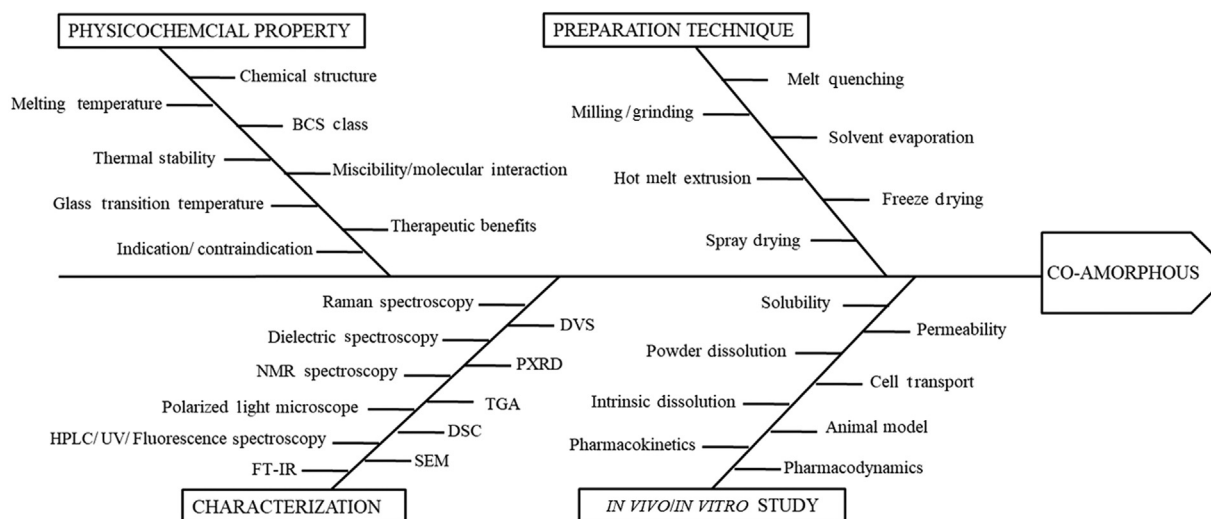 PHYSICOCHEMCIAL PROPERTY
Chemical structure
Melting temperature
BCS class
Thermal stability
Miscibility/molecular interaction
Glass transition temperature
Therapeutic benefits
Indication/ contraindication
PREPARATION TECHNIQUE
Melt quenching
Milling/grinding
Solvent evaporation
Hot melt extrusion
Freeze drying
Spray drying
CO-AMORPHOUS
Raman spectroscopy
DVS
Dielectric spectroscopy
PXRD
NMR spectroscopy
TGA
Polarized light microscope
DSC
HPLC/ UV/ Fluorescence spectroscopy
SEM
FT-IR
CHARACTERIZATION
Solubility
Permeability
Powder dissolution
Cell transport
Intrinsic dissolution
Animal model
Pharmacokinetics
Pharmacodynamics
IN VIVO/IN VITRO STUDY